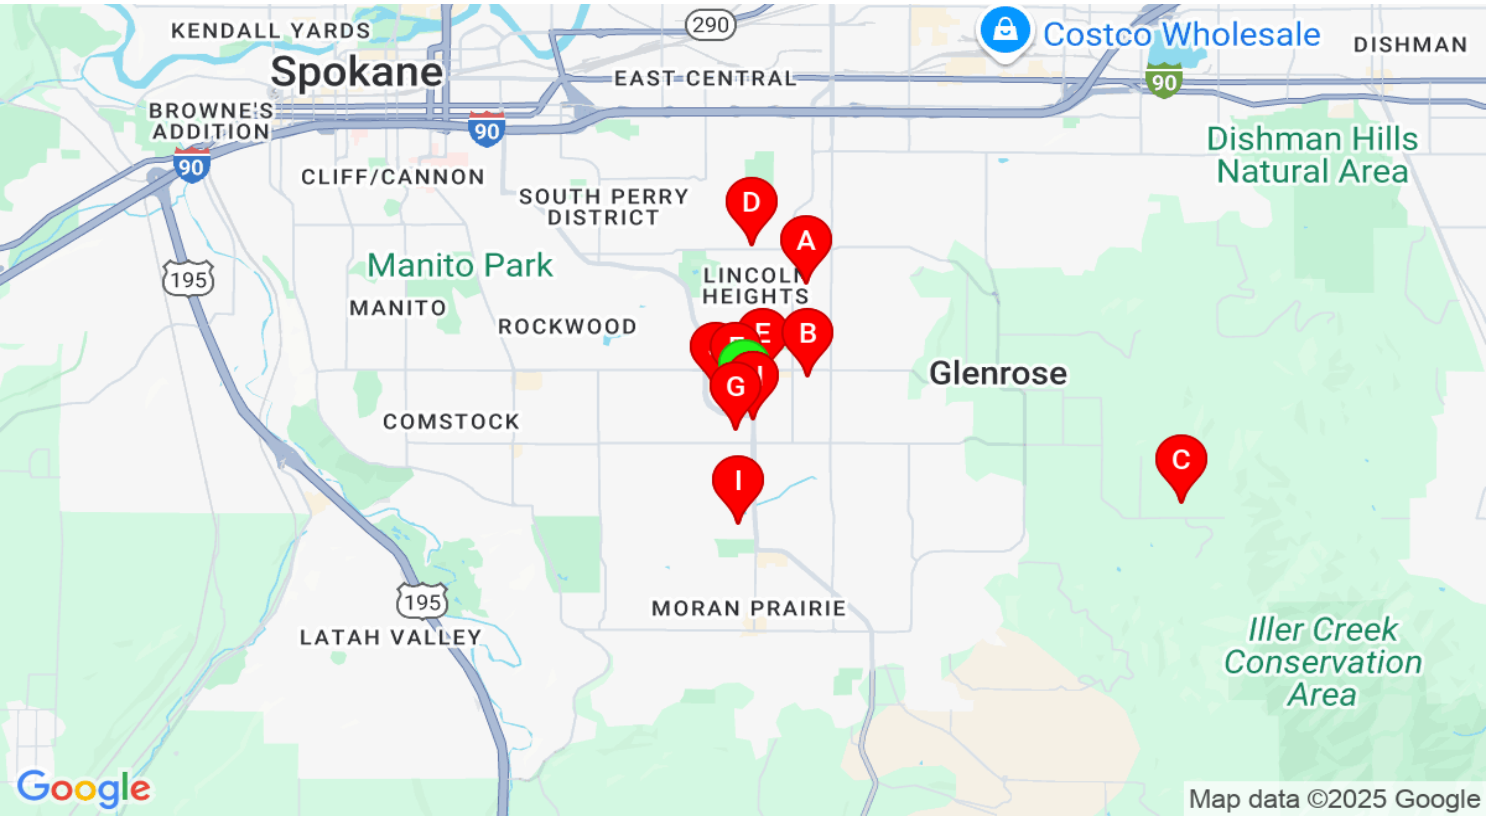 KENDALL YARDS
290
Costco Wholesale
DISHMAN
Spokane
EAST CENTRAL
90
BROWNE'S
ADDITION
90
90
Dishman Hills
Natural Area
CLIFF/CANNON
SOUTH PERRY
DISTRICT
D
A
Manito Park
195
LINCOLN
HEIGHTS
MANITO
ROCKWOOD
E
B
Glenrose
G
COMSTOCK
C
I
195
MORAN PRAIRIE
LATAH VALLEY
Iller Creek
Conservation
Area
Google
Map data ©2025 Google